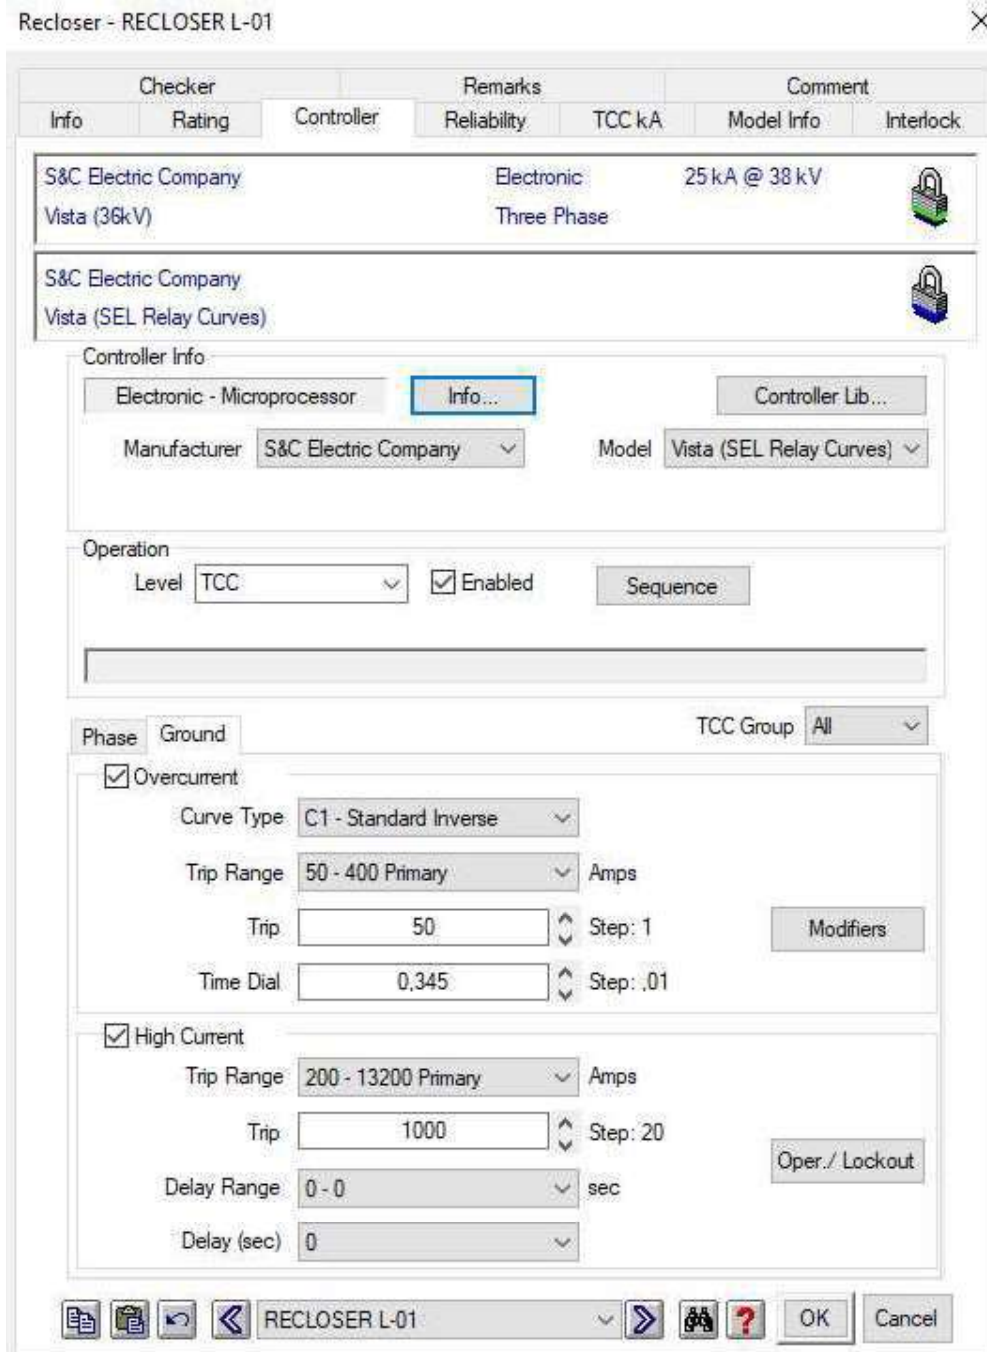 Recloser - RECLOSER L-01
Checker Remarks Comment
Info Rating Controller Reliability TCC kA Model Info Interlock
S&C Electric Company Electronic 25 kA @ 38 kV
Vista (36kV) Three Phase
S&C Electric Company
Vista (SEL Relay Curves)
Controller Info
Electronic - Microprocessor Info... Controller Lib...
Manufacturer S&C Electric Company Model Vista (SEL Relay Curves)
Operation
Level TCC Enabled Sequence
TCC Group All
Phase Ground
Overcurrent
Curve Type C1 - Standard Inverse
Trip Range 50 - 400 Primary Amps
Trip 50 Step: 1 Modifiers
Time Dial 0,345 Step: ,01
High Current
Trip Range 200 - 13200 Primary Amps
Trip 1000 Step: 20
Oper./ Lockout
Delay Range 0 - 0 sec
Delay (sec) 0
RECLOSER L-01 ? OK Cancel